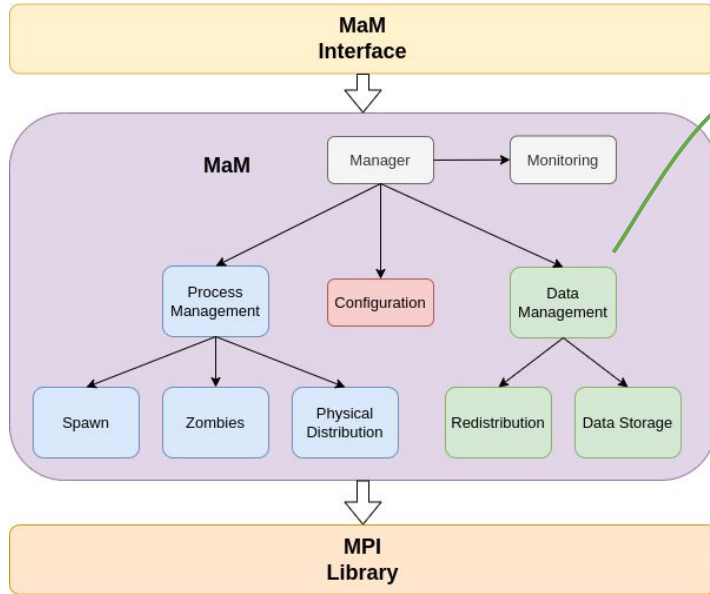 MaM
Interface
MaM
Manager
Monitoring
Process
Management
Configuration
Data
Management
Spawn
Zombies
Physical
Distribution
Redistribution
Data Storage
MPI
Library